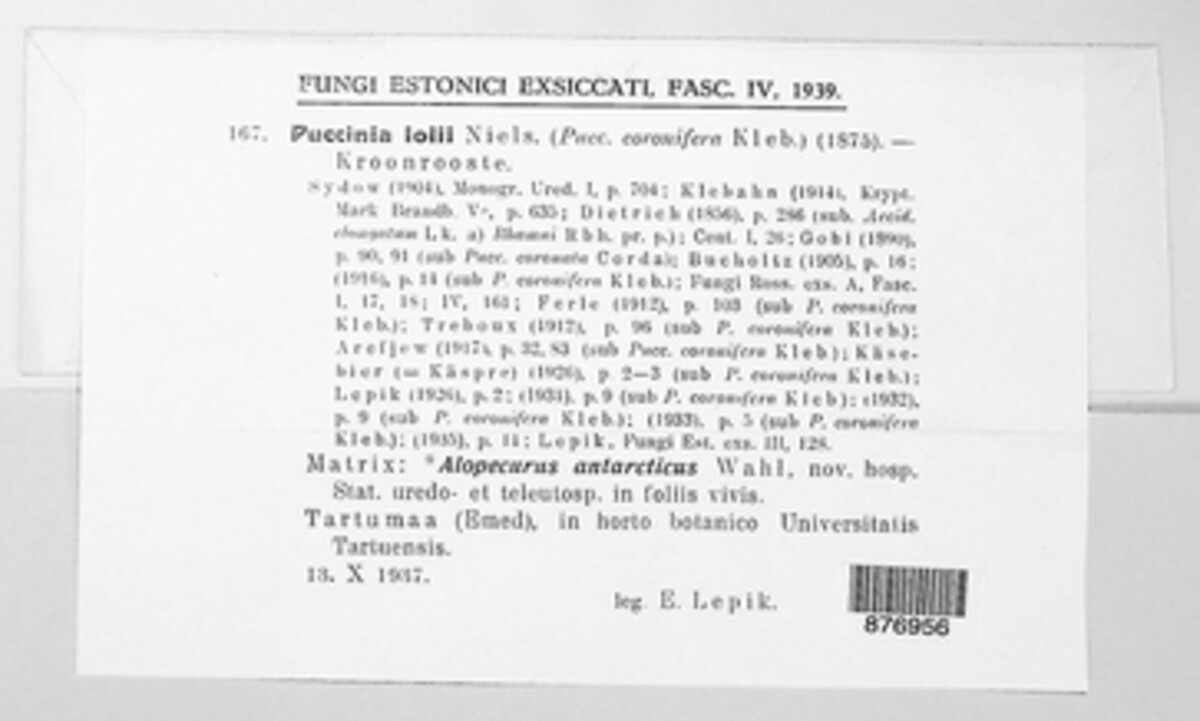 FUNGI ESTONICI EXSICCATI, FASC. IV, 1939.
167. Puccinia lolii Niels. (Pucc. coronifera Kleb.) (1875). —
Kroonrooste.
Sydow (1904), Monogr. Ured. I, p. 704; Klebahn (1914), Krypt.
Mark Brandb. p. 635; Dietrich (1856), p. 286 (sub. Aecid.
elongatum Lk. a) Rhamni Rbh. pr. p.); Cent. I, 26; Gobi (1890),
p. 90, 91 (sub Pucc. coronata Corda); Bucholtz (1905), p. 16;
(1916), p. 14 (sub P. coronifera Kleb.); Fungi Ross. exs. A, Fasc.
I, 17, 18; IV, 161; Ferle (1912), p. 103 (sub P. coronifera
Kleb.); Treboux (1912), p. 96 (sub P. coronifera Kleb.);
Arefjew (1917), p. 32, 83 (sub Pucc. coronifera Kleb.); Käse-
bier (= Käspre) (1926), p. 2—3 (sub P. coronifera Kleb.);
Lepik (1926), p. 2; (1931), p. 9 (sub P. coronifera Kleb); (1932),
p. 9 (sub P. coronifera Kleb.); (1933), p. 5 (sub P. coronifera
Kleb.); (1935), p. 11; Lepik, Fungi Est. exs. III, 128.
Matrix: *Alopecurus antarcticus Wahl, nov. hosp.
Stat. uredo- et teleutosp. in foliis vivis.
Tartumaa (Emed), in horto botanico Universitatis
Tartuensis.
13. X 1937.
leg. E. Lepik.
876956